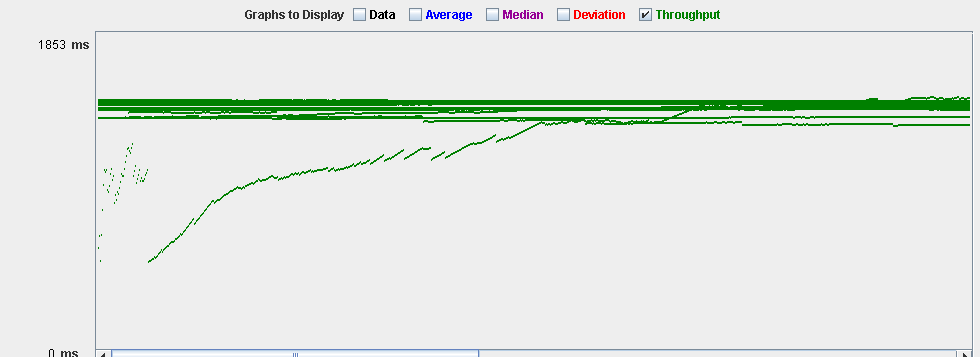 Graphs to Display Data Average Median Deviation Throughput
1853 ms
0 ms